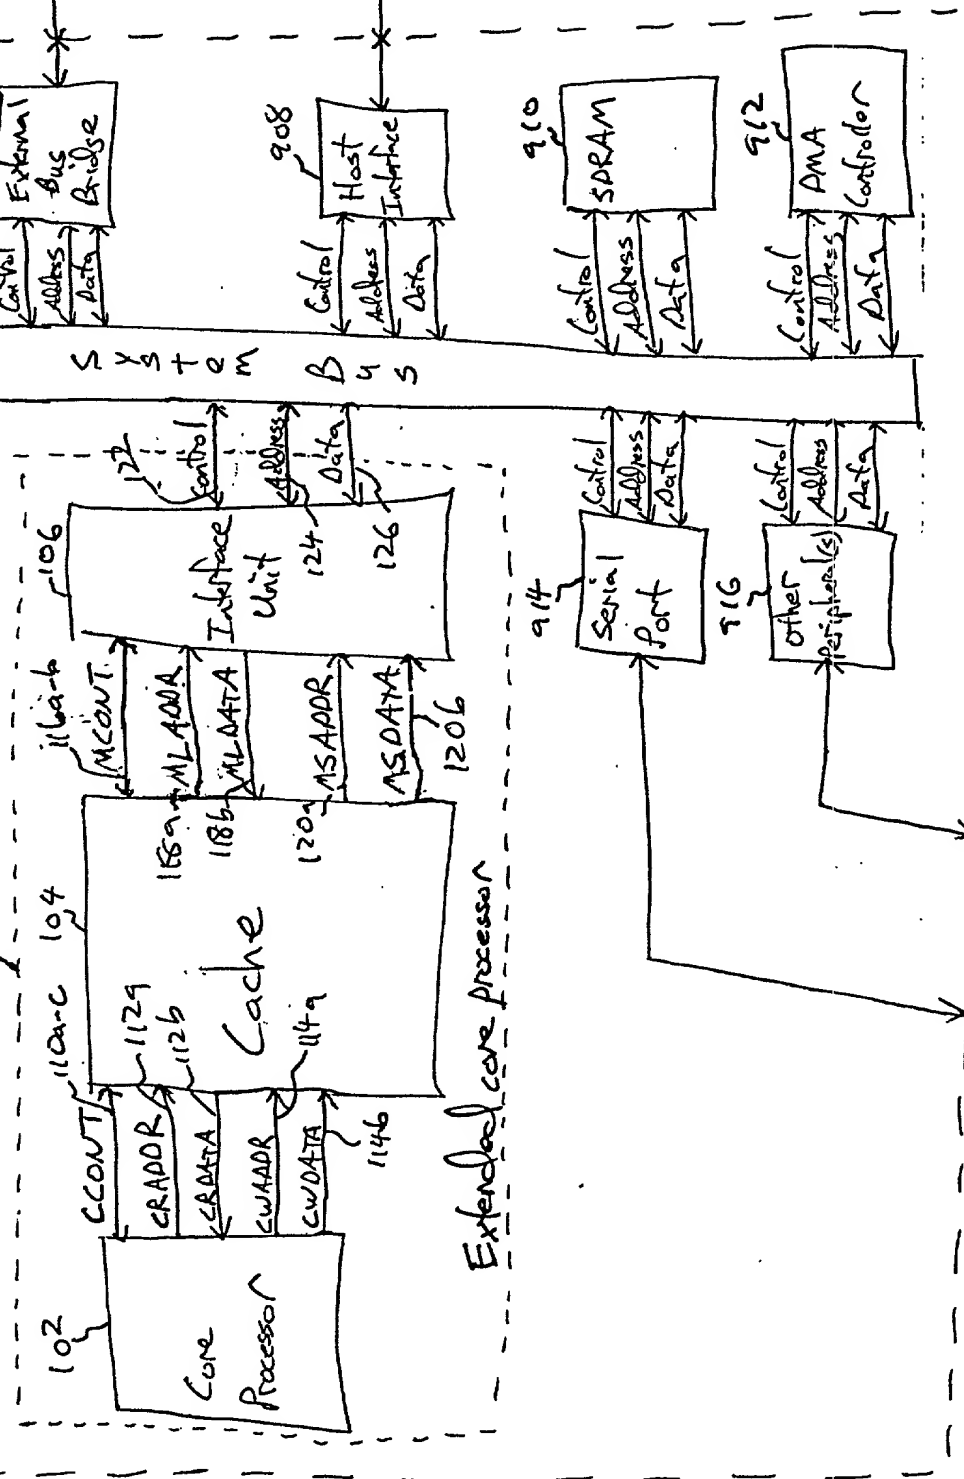 External
Bus
Bridge
Control
Address
Data
908
Host
Interface
Control
Address
Data
910
SDRAM
Control
Address
Data
912
DMA
Controller
Control
Address
Data
System Bus
122
Control
Address
Data
124
126
106
Interface
Unit
116a-b
MCONT
MLADDR
MLDATA
MSADDR
MSDATA
118a
118b
120a
120b
104
Cache
110a-c
112a
112b
114a
114b
CCONT
CRADDR
CRDATA
CWADDR
CWDATA
102
Core
Processor
Extended core processor
Control
Address
Data
914
Serial
Port
Control
Address
Data
916
Other
Peripheral(s)